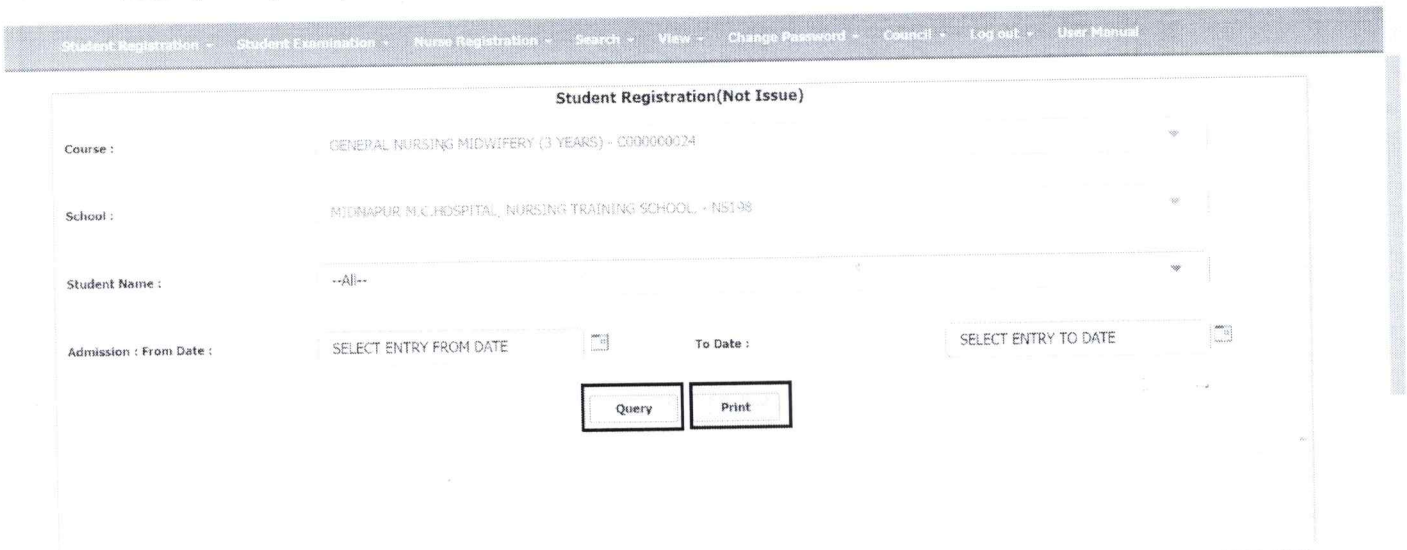 Student Registration - Student Examination - Nurse Registration - Search - View - Change Password - Council - Log out - User Manual
Student Registration(Not Issue)
Course : GENERAL NURSING MIDWIFERY (3 YEARS) - C000000024
School : MIDNAPUR M.C.HOSPITAL, NURSING TRAINING SCHOOL. - NS198
Student Name : --All--
Admission : From Date : SELECT ENTRY FROM DATE To Date : SELECT ENTRY TO DATE
Query Print